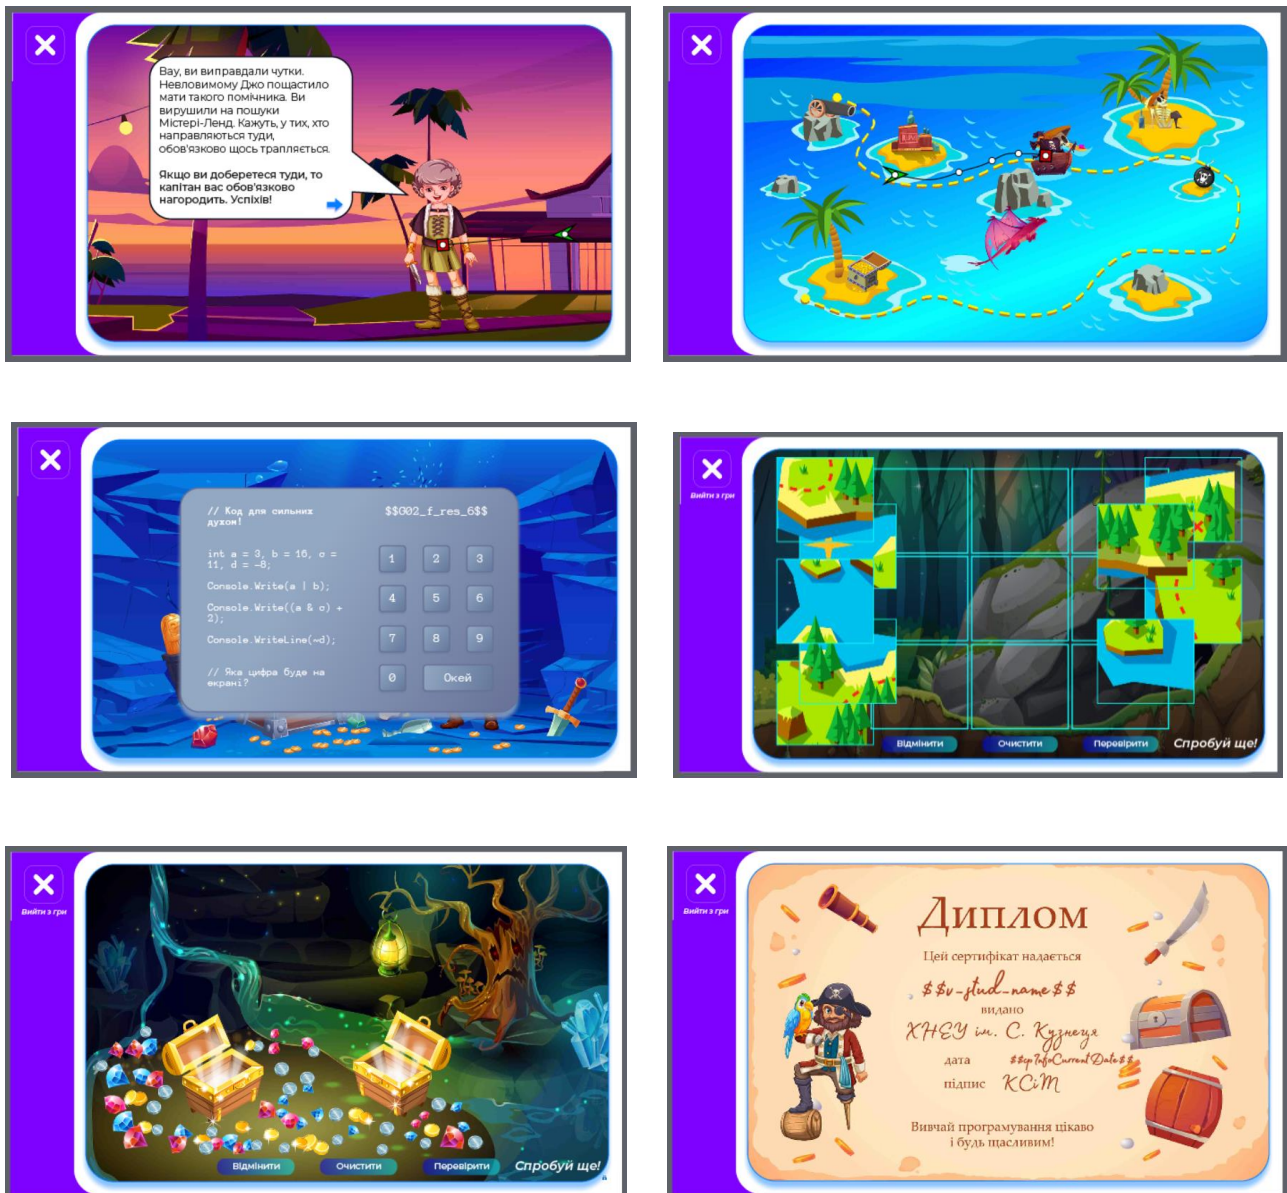 Вау, ви виправдали чутки.
Невловимому Джо пощастило
мати такого помічника. Ви
вирушили на пошуки
Містері-Ленд. Кажуть, у тих, хто
направляються туди,
обов'язково щось трапляється.
Якщо ви доберетеся туди, то
капітан вас обов'язково
нагородить. Успіхів!
// Код для сильних
духом!
$$G02_f_res_6$$
int a = 3, b = 16, c =
11, d = -8;
Console.Write(a | b);
Console.Write((a & c) +
2);
Console.WriteLine(~d);
// Яка цифра буде на
екрані?
1 2 3
4 5 6
7 8 9
0 Окей
Вийти з гри
Відмінити Очистити Перевірити Спробуй ще!
Вийти з гри
Відмінити Очистити Перевірити Спробуй ще!
Вийти з гри
Диплом
Цей сертифікат надається
$$v_stud_name$$
видано
ХНЕУ ім. С. Кузнеця
дата $$cpInfoCurrentDate$$
підпис КСіТ
Вивчай програмування цікаво
і будь щасливим!